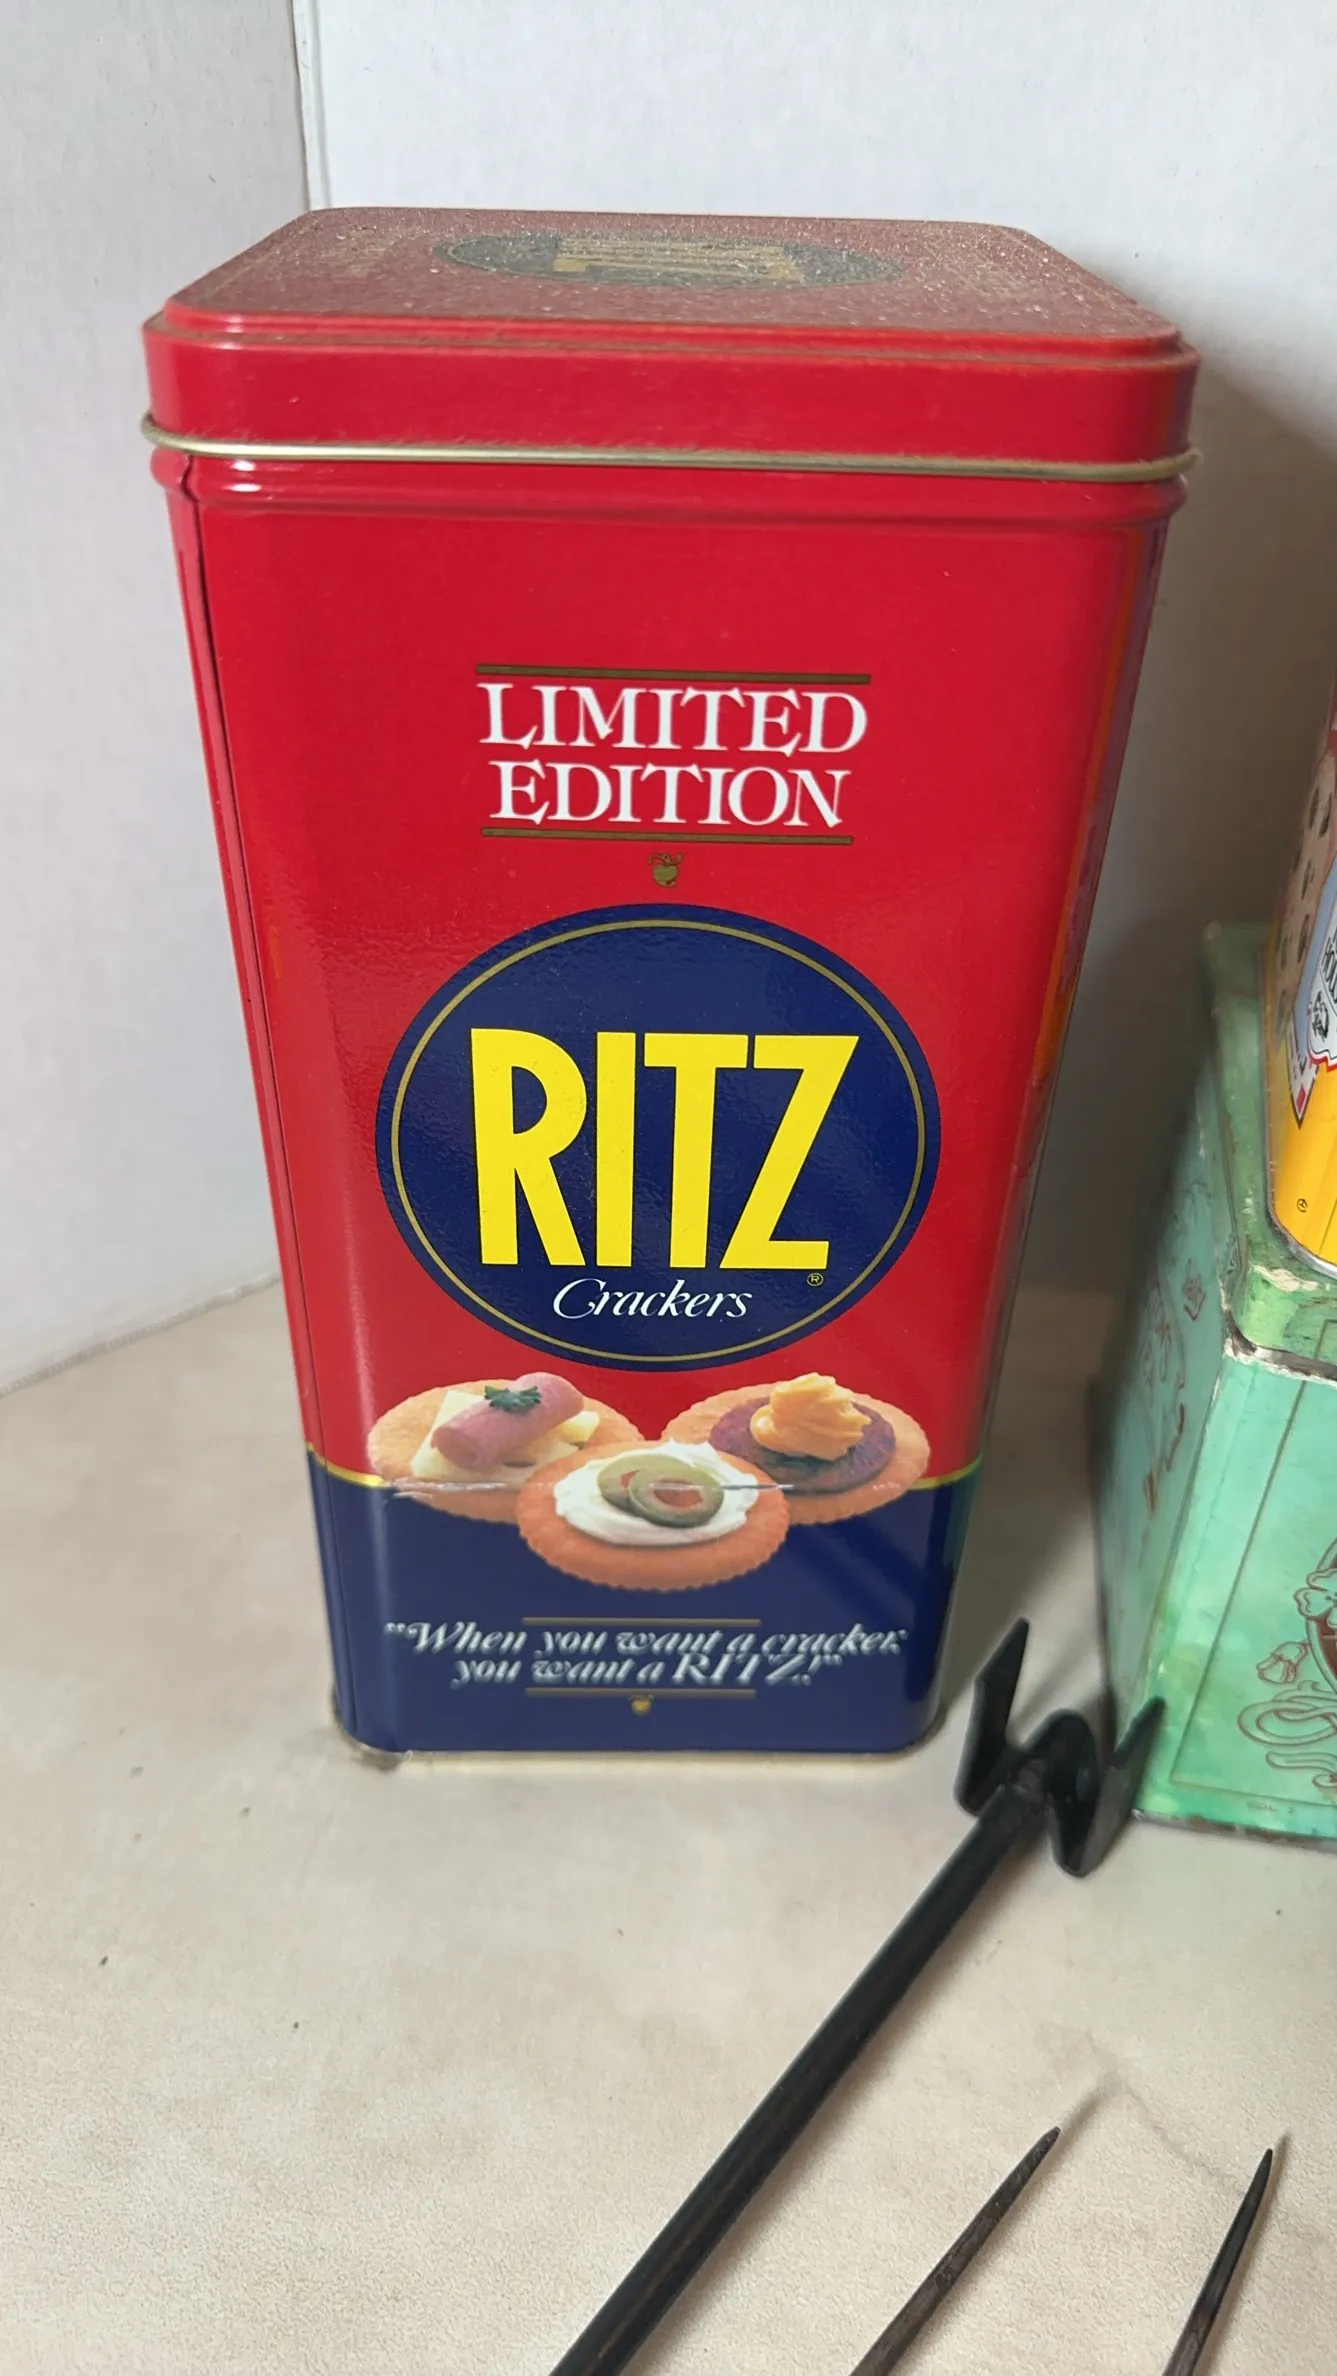 LIMITED
EDITION
RITZ
®
Crackers
"When you want a cracker,
you want a RITZ!"